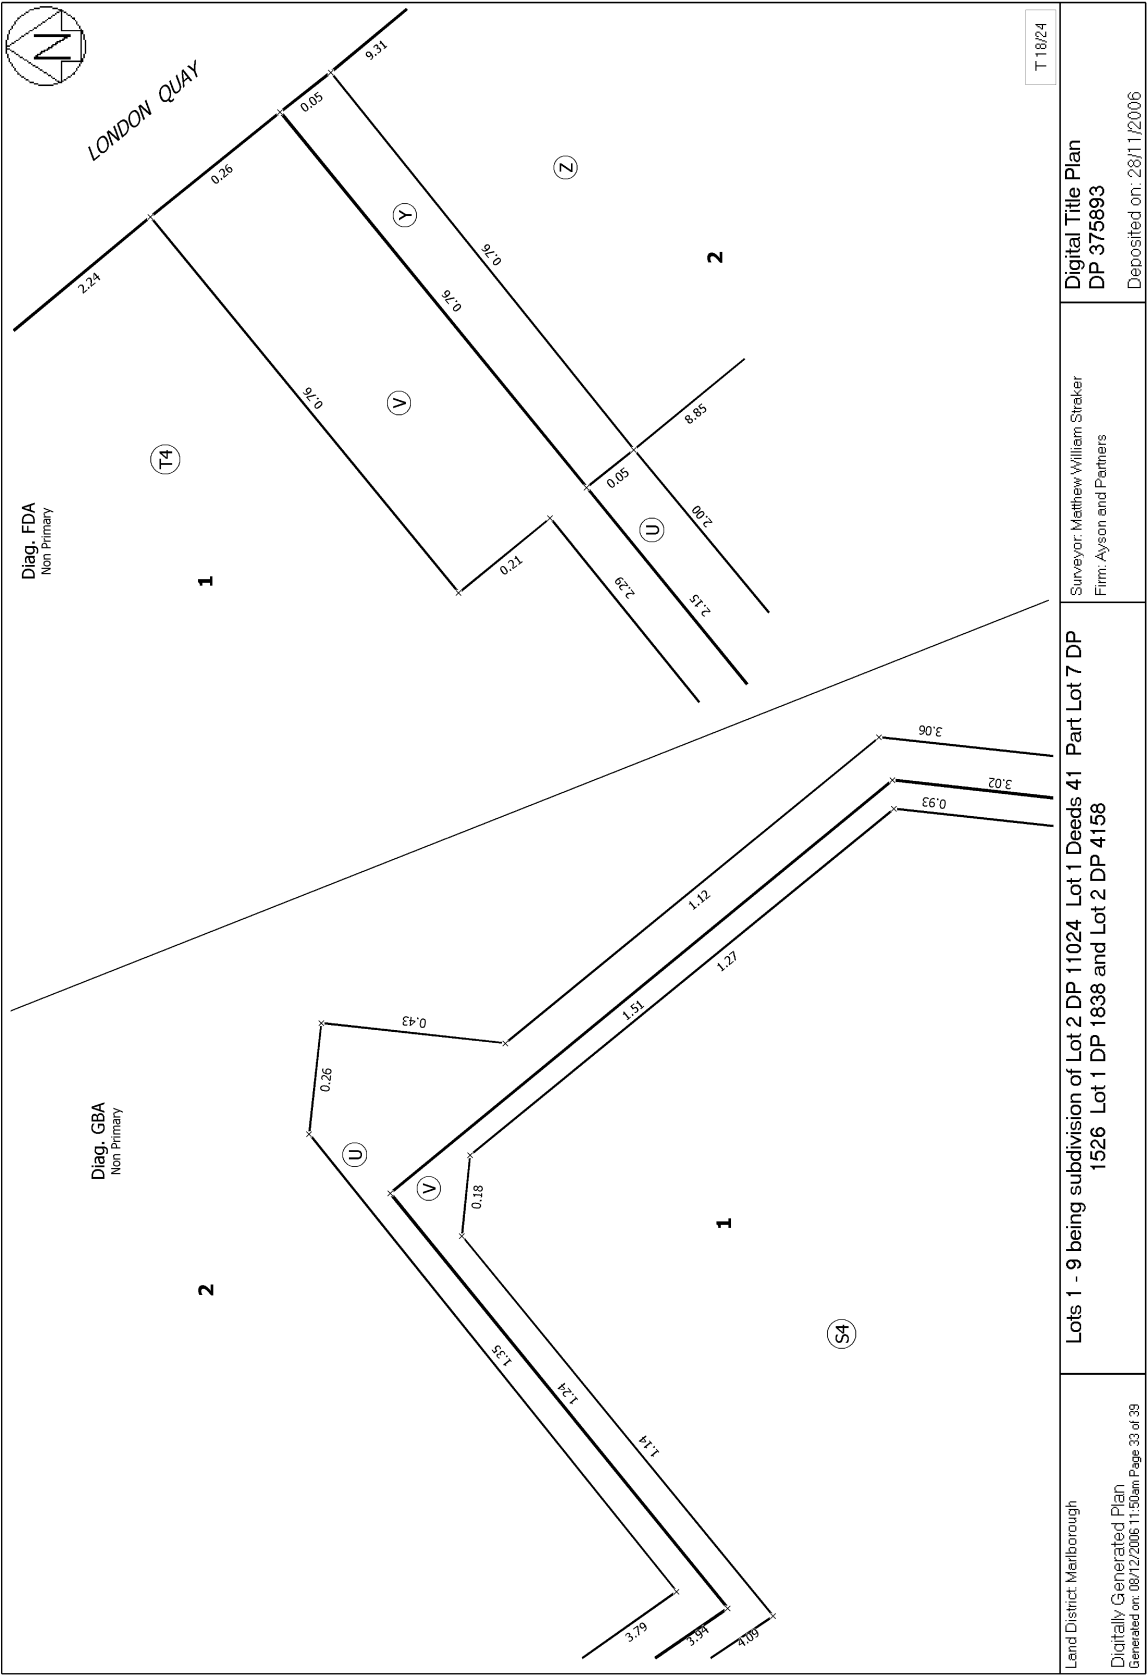 N
LONDON QUAY
T 18/24
Diag. FDA
Non Primary
9.31
0.05
0.26
2.24
0.76
0.76
0.76
Y
Z
V
T4
2
1
8.85
0.05
2.00
U
0.21
2.29
2.15
Diag. GBA
Non Primary
3.06
3.02
0.93
1.12
1.27
1.51
0.43
0.26
U
V
0.18
2
1
S4
1.35
1.24
1.14
3.79
3.94
4.09
Land District: Marlborough
Digitally Generated Plan
Generated on: 08/12/2006 11:50am Page 33 of 39
Lots 1 - 9 being subdivision of Lot 2 DP 11024 Lot 1 Deeds 41 Part Lot 7 DP
1526 Lot 1 DP 1838 and Lot 2 DP 4158
Surveyor: Matthew William Straker
Firm: Ayson and Partners
Digital Title Plan
DP 375893
Deposited on: 28/11/2006